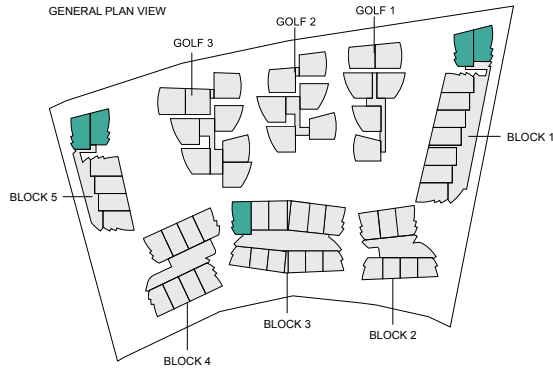 GENERAL PLAN VIEW
GOLF 1
GOLF 2
GOLF 3
BLOCK 1
BLOCK 5
BLOCK 3
BLOCK 2
BLOCK 4